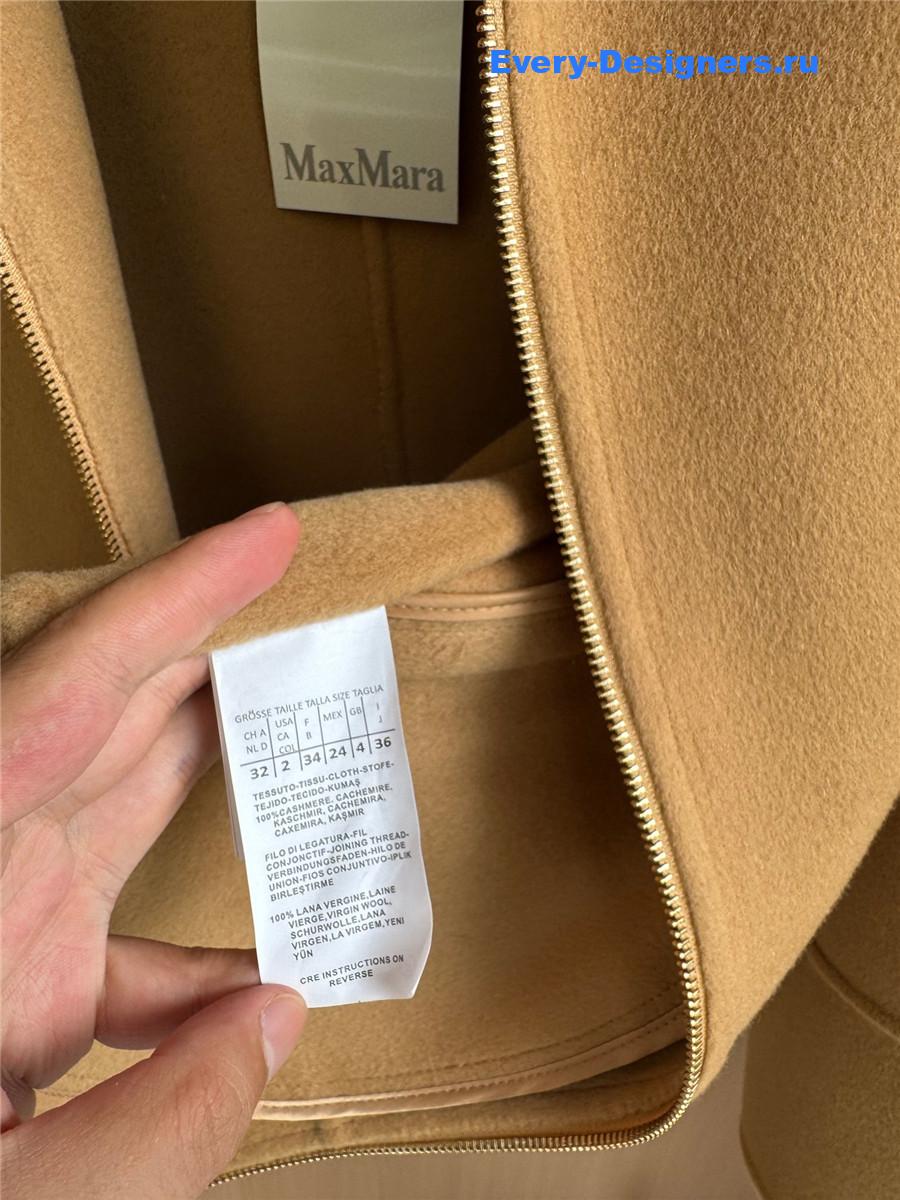 Every-Designers.ru
MaxMara
GRÖSSE TAILLE TALLA SIZE TAGLIA
CH A USA F MEX GB I
NL D CA B J
COL
32 2 34 24 4 36
TESSUTO-TISSU-CLOTH-STOFE-
TEJIDO-TECIDO-KUMAŞ
100%CASHMERE, CACHEMIRE,
KASCHMIR, CACHEMIRA,
CAXEMIRA, KAŞMIR
FILO DI LEGATURA-FIL
CONJONCTIF-JOINING THREAD-
VERBINDUNGSFADEN-HILO DE
UNION-FIOS CONJUNTIVO-IPLIK
BIRLEŞTIRME
100% LANA VERGINE,LAINE
VIERGE,VIRGIN WOOL,
SCHURWOLLE,LANA
VIRGEN,LA VIRGEM,YENI
YÜN
CRE INSTRUCTIONS ON
REVERSE